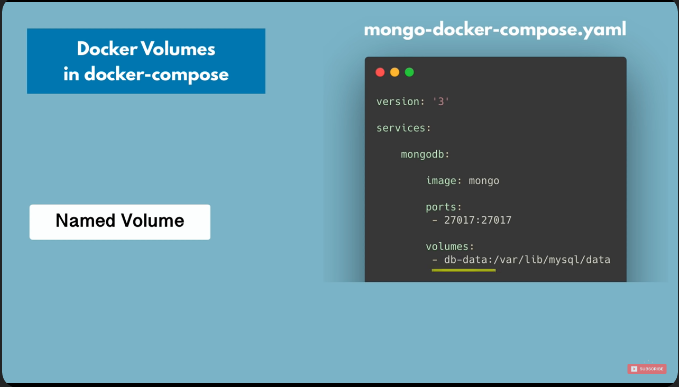 Docker Volumes
in docker-compose
Named Volume
mongo-docker-compose.yaml
version: '3'
services:
mongodb:
image: mongo
ports:
- 27017:27017
volumes:
- db-data:/var/lib/mysql/data
SUBSCRIBE